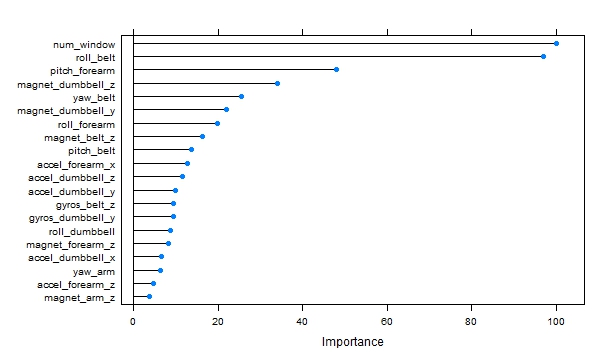 num_window
roll_belt
pitch_forearm
magnet_dumbbell_z
yaw_belt
magnet_dumbbell_y
roll_forearm
magnet_belt_z
pitch_belt
accel_forearm_x
accel_dumbbell_z
accel_dumbbell_y
gyros_belt_z
gyros_dumbbell_y
roll_dumbbell
magnet_forearm_z
accel_dumbbell_x
yaw_arm
accel_forearm_z
magnet_arm_z
0 20 40 60 80 100
Importance